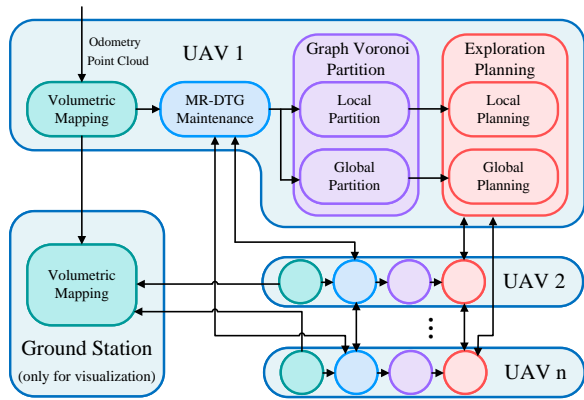 Odometry
Point Cloud
UAV 1
Graph Voronoi
Partition
Exploration
Planning
Volumetric
Mapping
MR-DTG
Maintenance
Local
Partition
Local
Planning
Global
Partition
Global
Planning
Volumetric
Mapping
Ground Station
(only for visualization)
UAV 2
...
UAV n